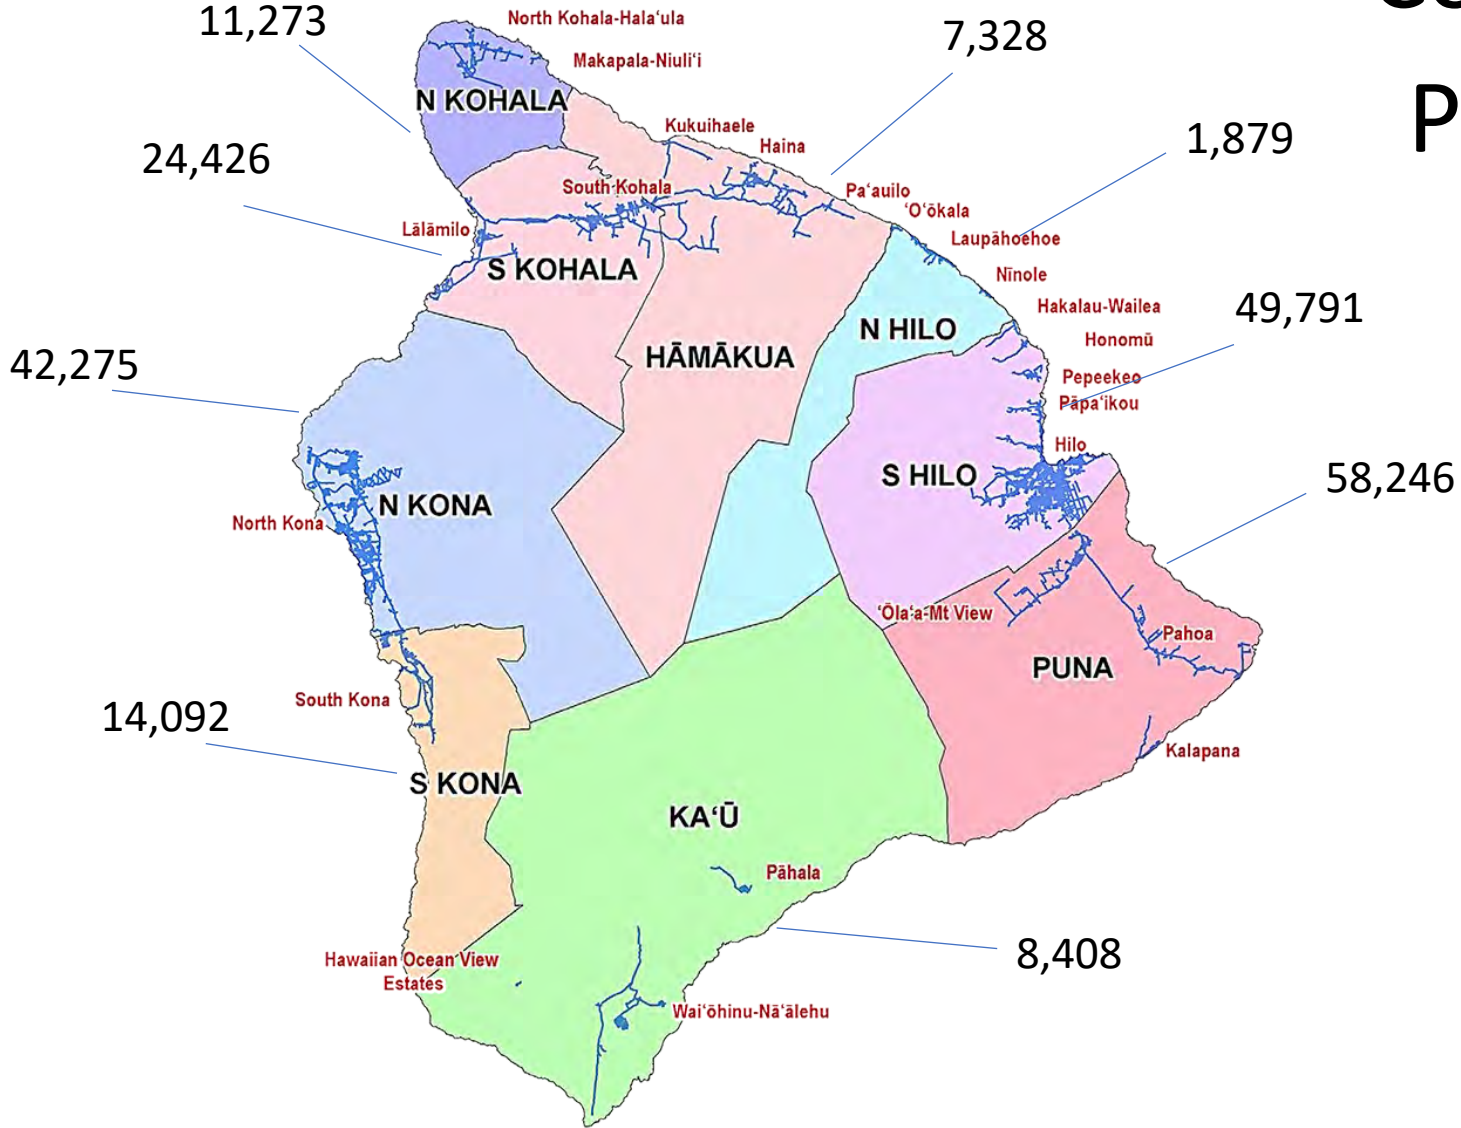 North Kohala-Hala‘ula
11,273
7,328
Makapala-Niuli‘i
P
N KOHALA
Kukuihaele
1,879
24,426
Haina
South Kohala
Pa‘auilo
‘O‘ōkala
Lālāmilo
Laupāhoehoe
S KOHALA
Nīnole
Hakalau-Wailea
49,791
N HILO
Honomū
HĀMĀKUA
42,275
Pepeekeo
Pāpa‘ikou
Hilo
S HILO
58,246
N KONA
North Kona
‘Ōla‘a-Mt View
Pahoa
PUNA
South Kona
14,092
Kalapana
S KONA
KA‘Ū
Pāhala
8,408
Hawaiian Ocean View
Estates
Wai‘ōhinu-Nā‘ālehu